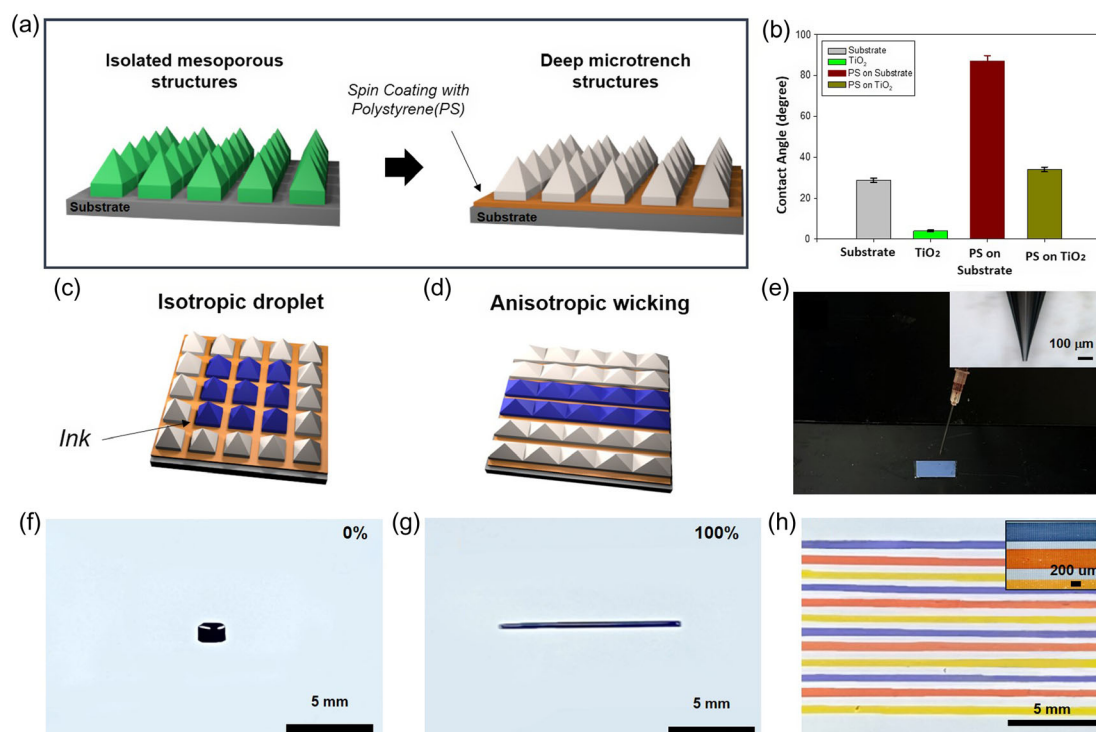 (a)
Isolated mesoporous
structures
Deep microtrench
structures
Spin Coating with
Polystyrene(PS)
Substrate
Substrate
(b)
Contact Angle (degree)
100
80
60
40
20
0
Substrate
TiO₂
PS on Substrate
PS on TiO₂
Substrate
TiO₂
PS on
Substrate
PS on TiO₂
(c)
Isotropic droplet
Ink
(d)
Anisotropic wicking
(e)
100 μm
(f)
0%
5 mm
(g)
100%
5 mm
(h)
200 um
5 mm